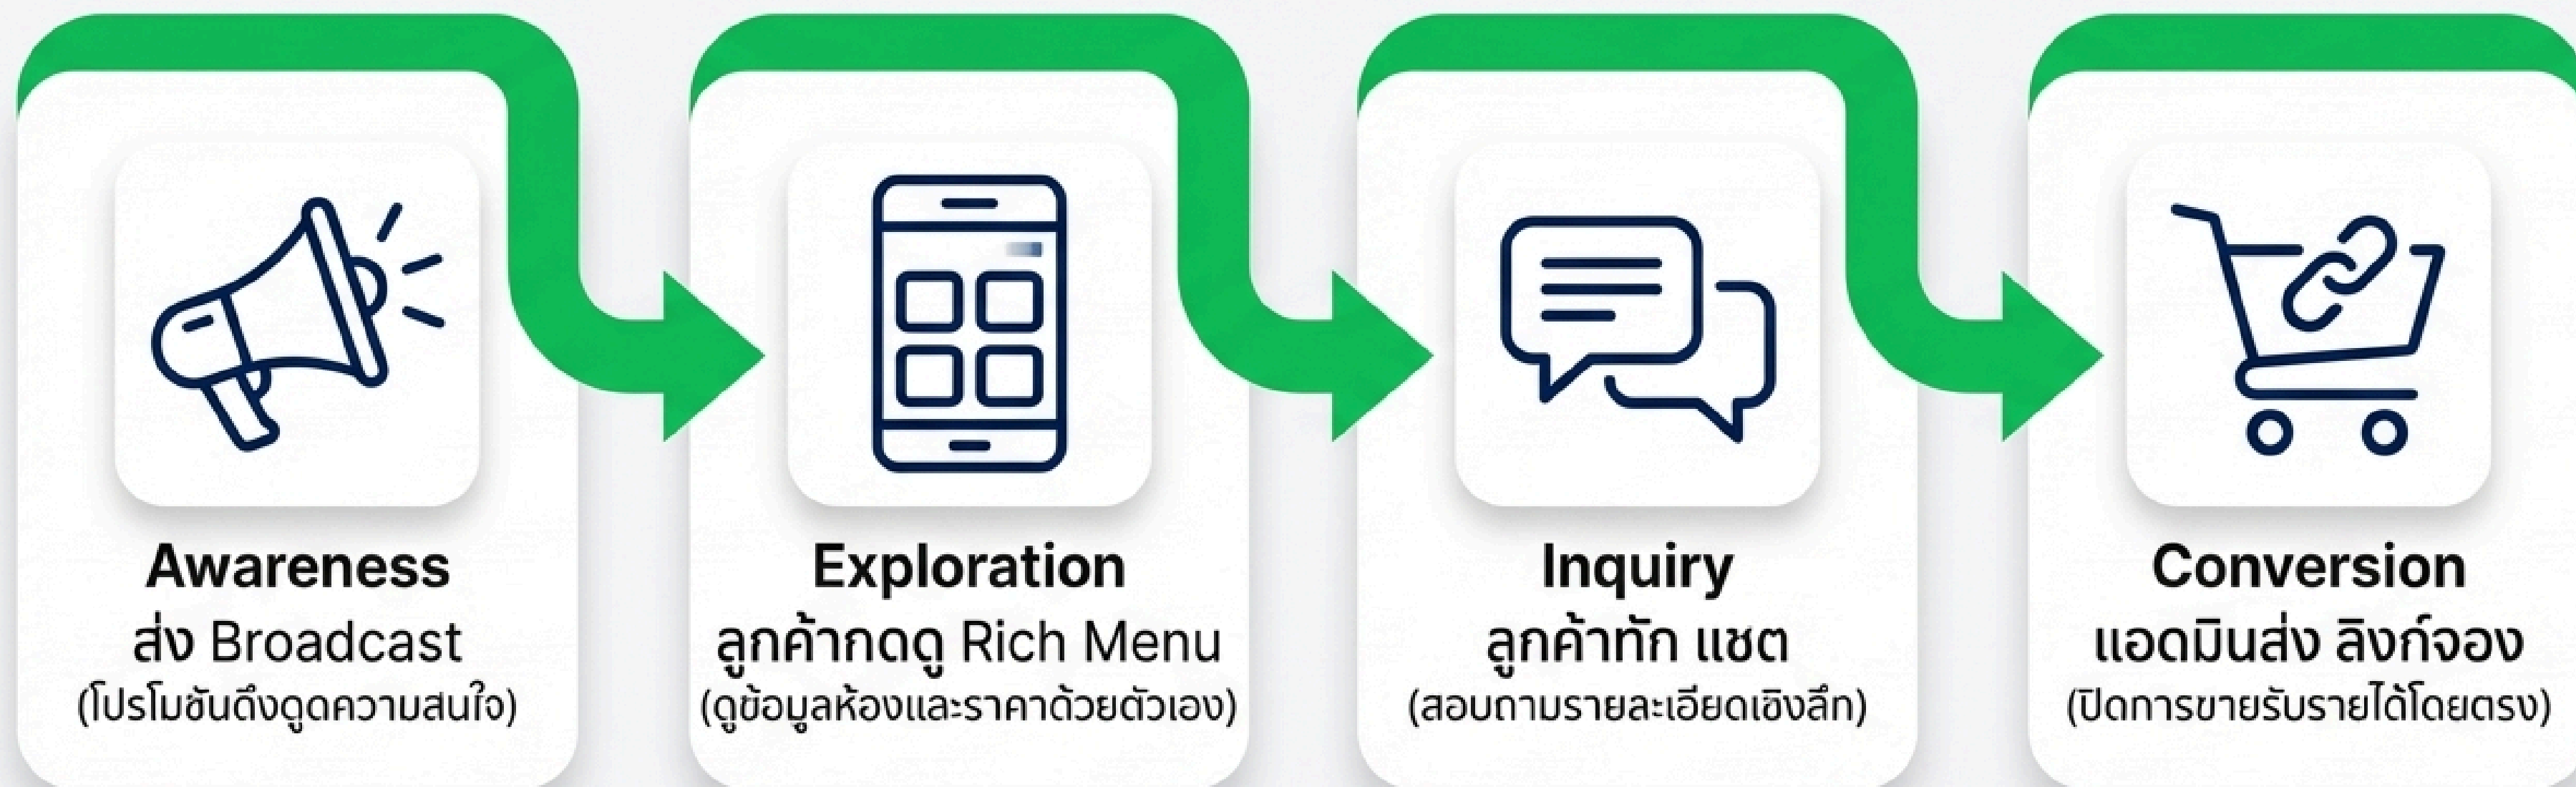 Awareness
ส่ง Broadcast
(โปรโมชันดึงดูดความสนใจ)
Exploration
ลูกค้ากดดู Rich Menu
(ดูข้อมูลห้องและราคาด้วยตัวเอง)
Inquiry
ลูกค้าทัก แชต
(สอบถามรายละเอียดเชิงลึก)
Conversion
แอดมินส่ง ลิงก์จอง
(ปิดการขายรับรายได้โดยตรง)